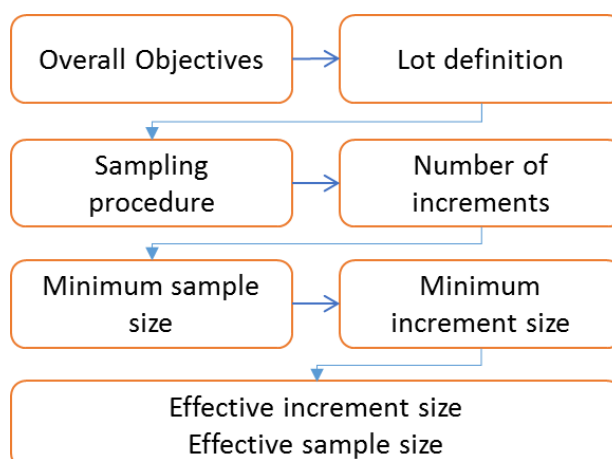 Overall Objectives
Lot definition
Sampling
procedure
Number of
increments
Minimum sample
size
Minimum
increment size
Effective increment size
Effective sample size